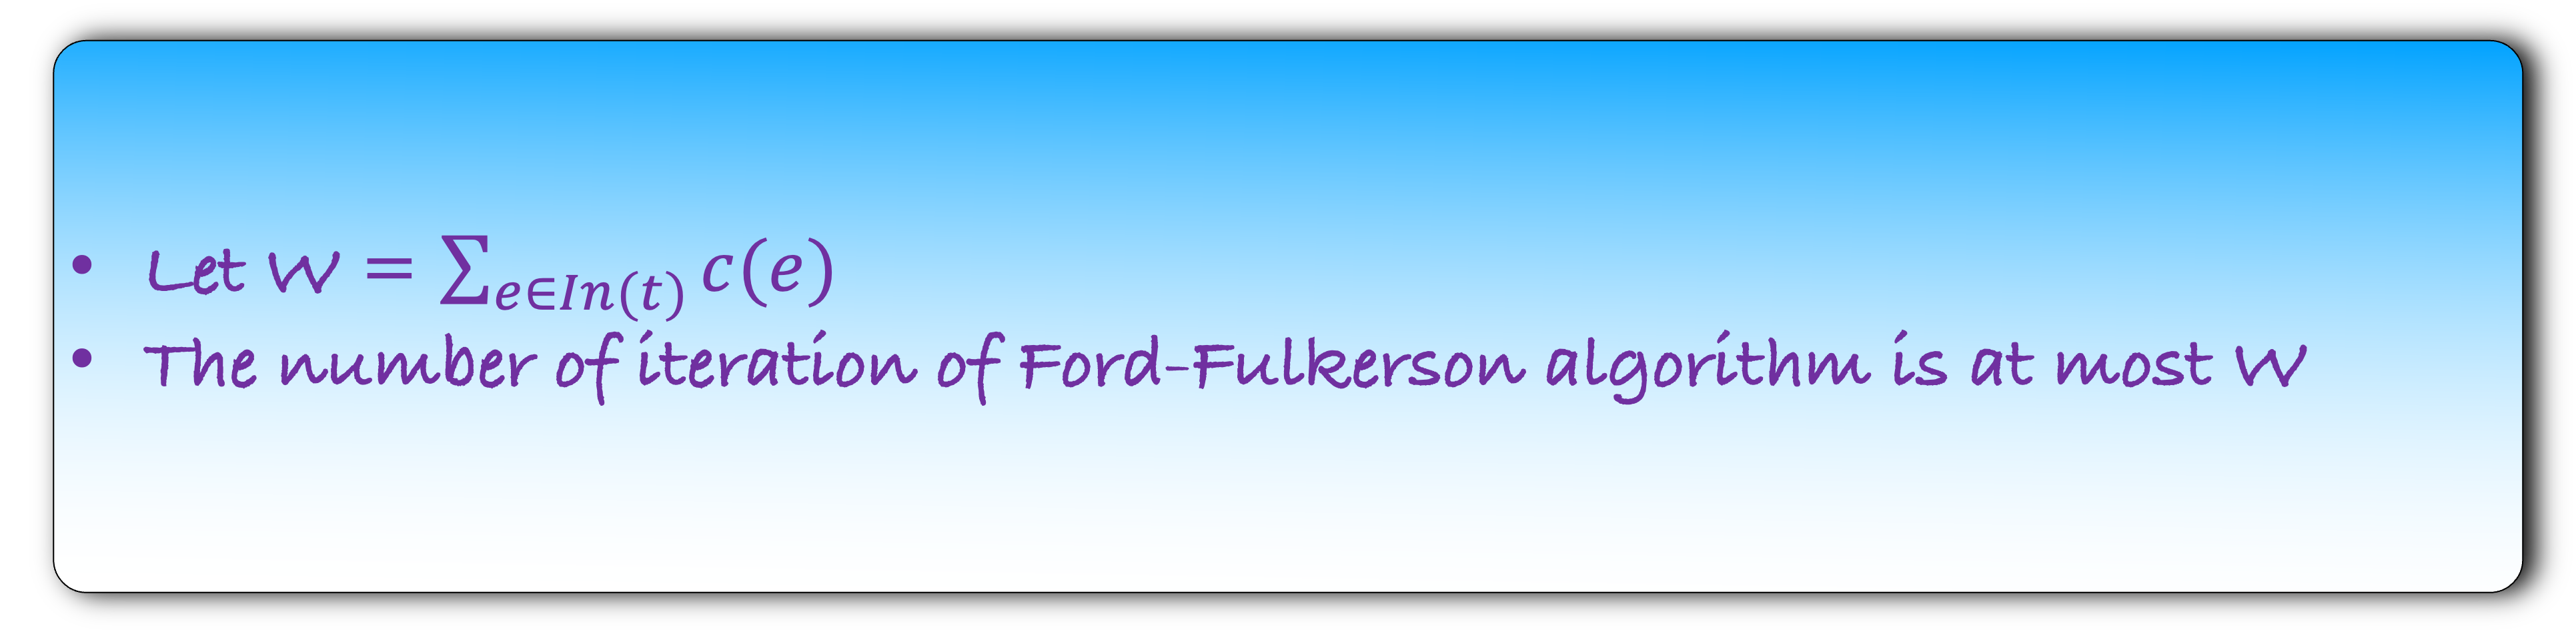 • Let W = ∑_{e∈In(t)} c(e)
• The number of iteration of Ford-Fulkerson algorithm is at most W